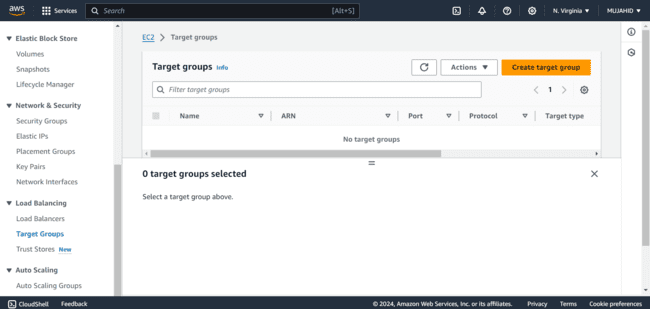 aws Services Search [Alt+S] N. Virginia MUJAHID
Elastic Block Store
Volumes
Snapshots
Lifecycle Manager
Network & Security
Security Groups
Elastic IPs
Placement Groups
Key Pairs
Network Interfaces
Load Balancing
Load Balancers
Target Groups
Trust Stores New
Auto Scaling
Auto Scaling Groups
EC2 Target groups
Target groups Info Actions Create target group
Filter target groups 1
Name ARN Port Protocol Target type
No target groups
0 target groups selected
Select a target group above.
CloudShell Feedback © 2024, Amazon Web Services, Inc. or its affiliates. Privacy Terms Cookie preferences